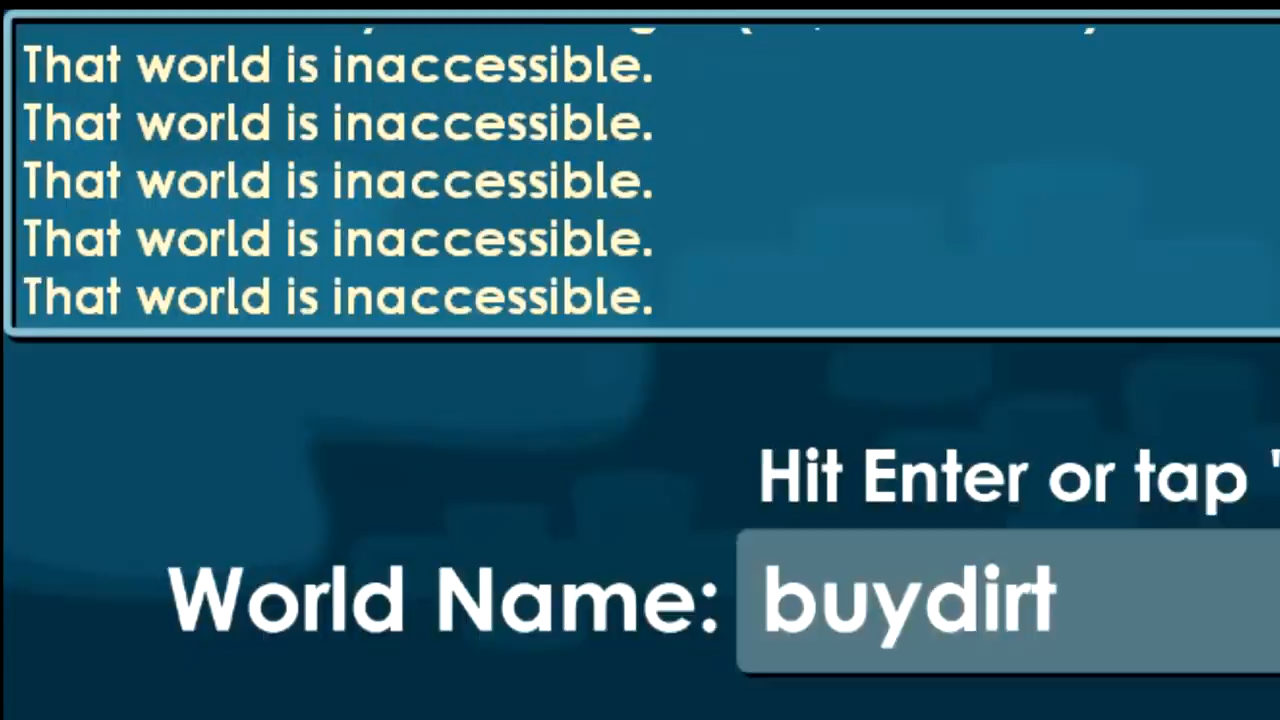 That world is inaccessible.
That world is inaccessible.
That world is inaccessible.
That world is inaccessible.
That world is inaccessible.
Hit Enter or tap '
World Name: buydirt